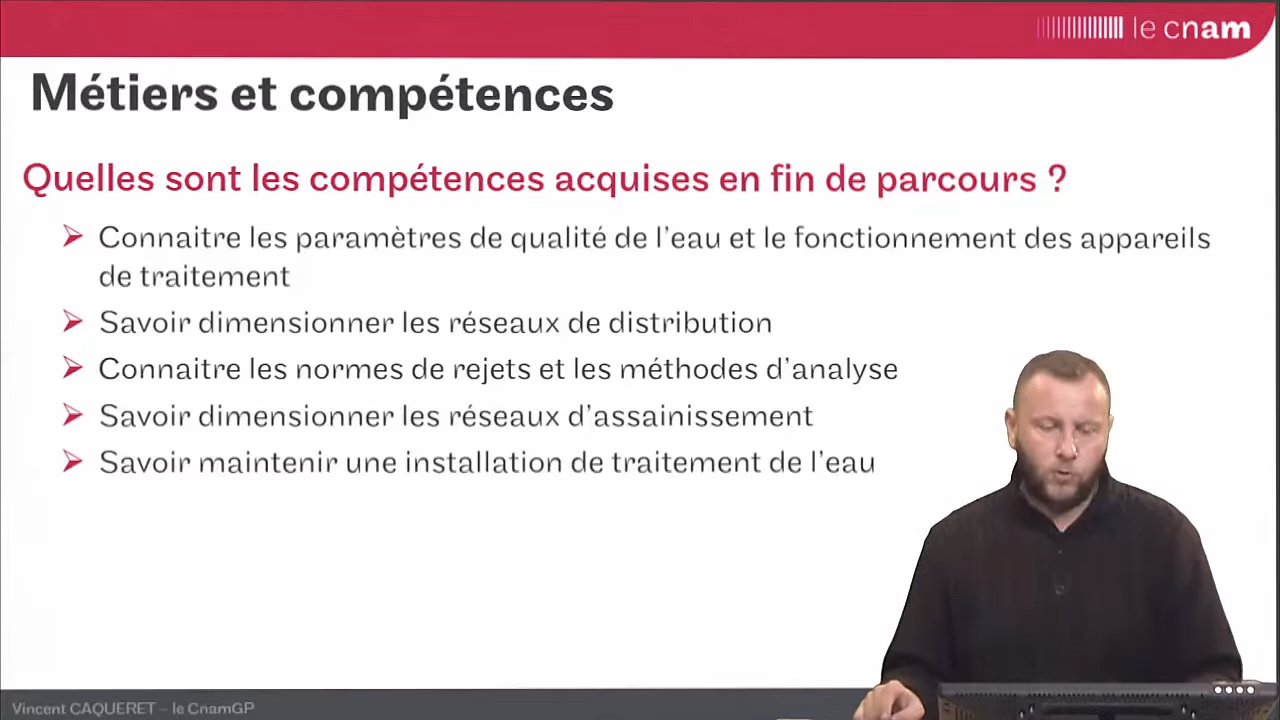 le cnam
Métiers et compétences
Quelles sont les compétences acquises en fin de parcours ?
Connaitre les paramètres de qualité de l'eau et le fonctionnement des appareils
de traitement
Savoir dimensionner les réseaux de distribution
Connaitre les normes de rejets et les méthodes d'analyse
Savoir dimensionner les réseaux d'assainissement
Savoir maintenir une installation de traitement de l'eau
Vincent CAQUERET – le CnamGP